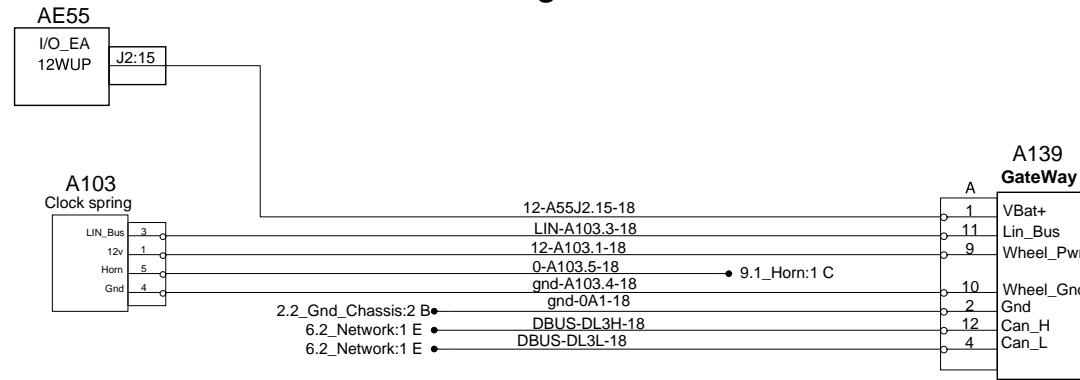 g
AE55
I/O_EA
12WUP
J2:15
A103
Clock spring
LIN_Bus 3
12v 1
Horn 5
Gnd 4
12-A55J2.15-18
LIN-A103.3-18
12-A103.1-18
0-A103.5-18
9.1_Horn:1 C
gnd-A103.4-18
gnd-0A1-18
2.2_Gnd_Chassis:2 B
DBUS-DL3H-18
6.2_Network:1 E
DBUS-DL3L-18
6.2_Network:1 E
A139
GateWay
A
1 VBat+
11 Lin_Bus
9 Wheel_Pwr
10 Wheel_Gnd
2 Gnd
12 Can_H
4 Can_L